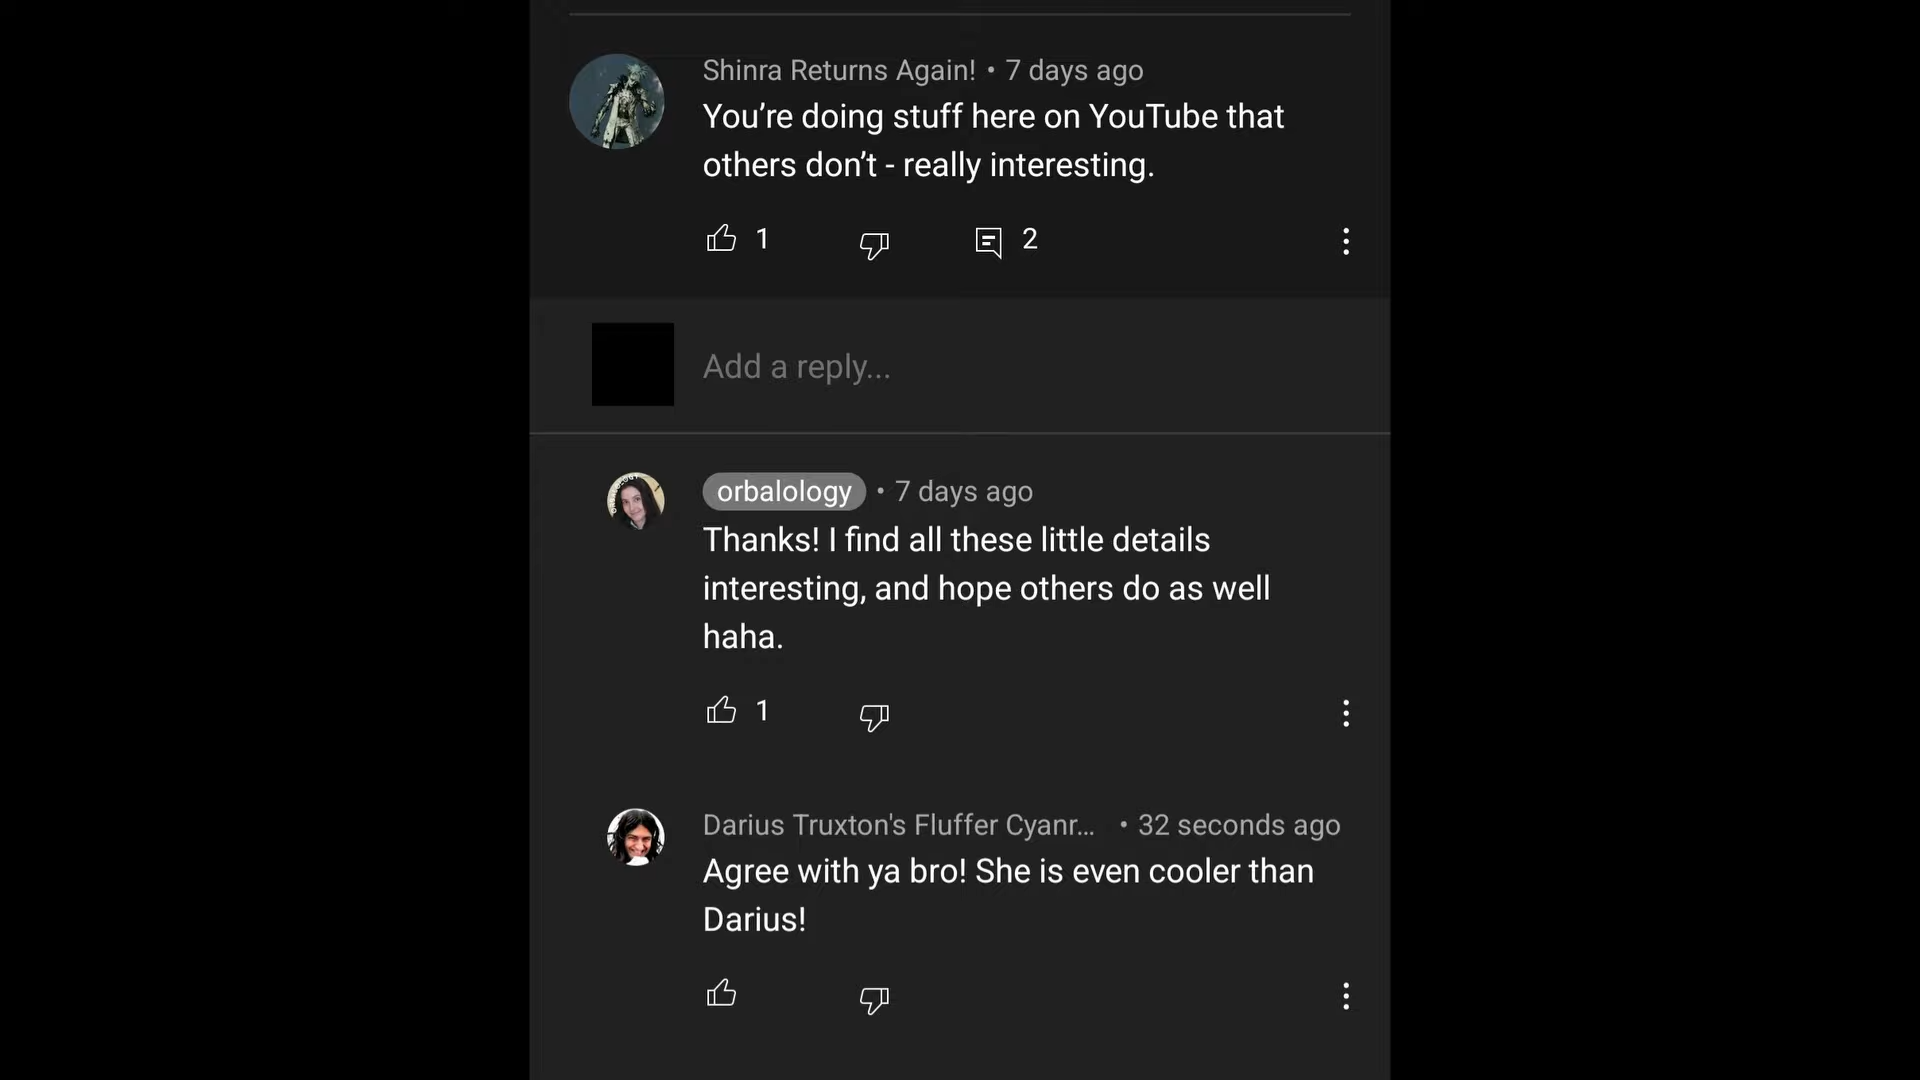 Shinra Returns Again! • 7 days ago
You’re doing stuff here on YouTube that
others don’t - really interesting.
1 2
Add a reply...
orbalology • 7 days ago
Thanks! I find all these little details
interesting, and hope others do as well
haha.
1
Darius Truxton's Fluffer Cyanr... • 32 seconds ago
Agree with ya bro! She is even cooler than
Darius!